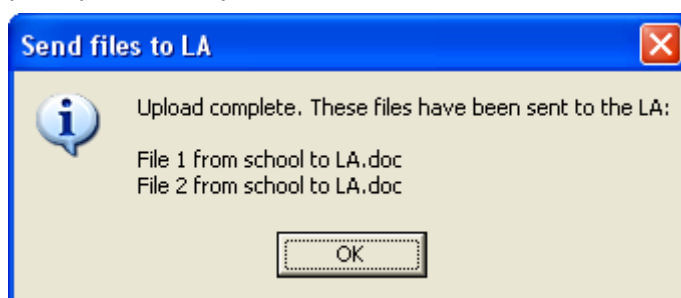 Send files to LA
Upload complete. These files have been sent to the LA:
File 1 from school to LA.doc
File 2 from school to LA.doc
OK